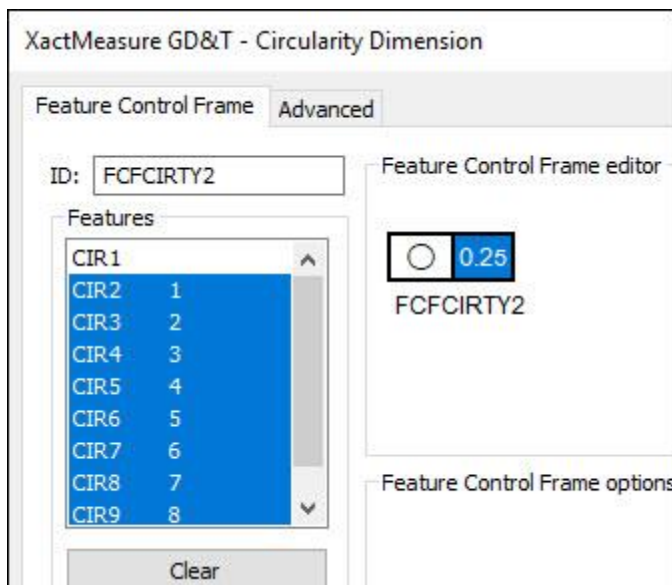 XactMeasure GD&T - Circularity Dimension
Feature Control Frame
Advanced
ID: FCFCIRTY2
Features
CIR1
CIR2 1
CIR3 2
CIR4 3
CIR5 4
CIR6 5
CIR7 6
CIR8 7
CIR9 8
Clear
Feature Control Frame editor
0.25
FCFCIRTY2
Feature Control Frame options